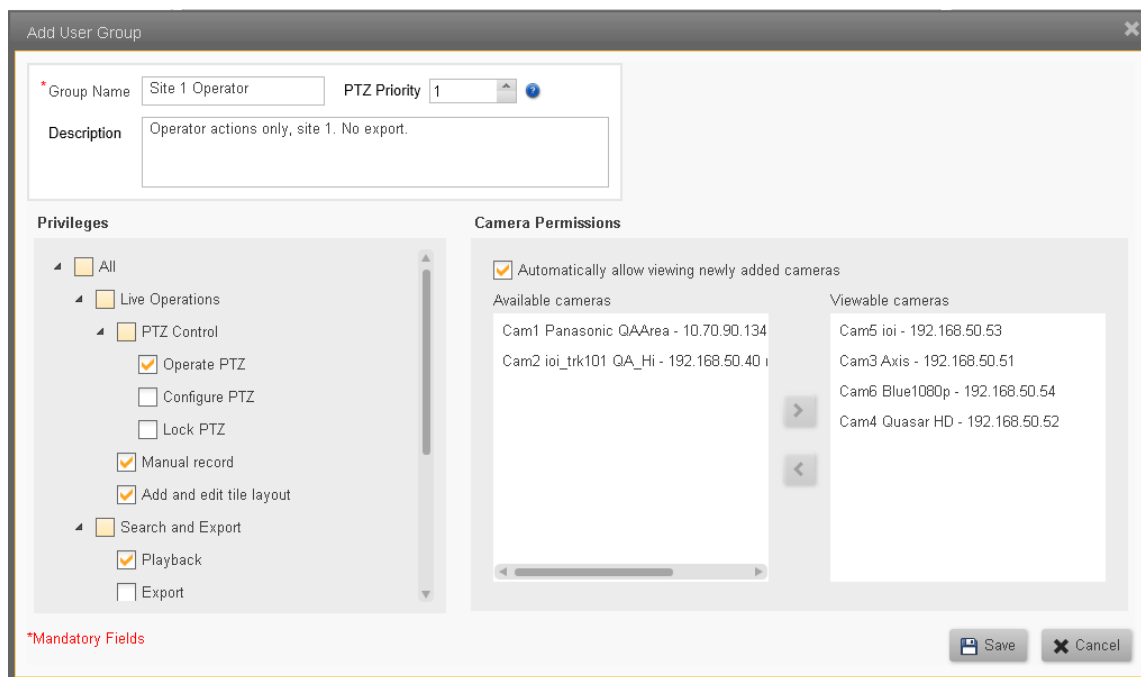 Add User Group
*Group Name Site 1 Operator PTZ Priority 1
Description Operator actions only, site 1. No export.
Privileges
All
Live Operations
PTZ Control
Operate PTZ
Configure PTZ
Lock PTZ
Manual record
Add and edit tile layout
Search and Export
Playback
Export
Camera Permissions
Automatically allow viewing newly added cameras
Available cameras
Cam1 Panasonic QAArea - 10.70.90.134
Cam2 ioi_trk101 QA_Hi - 192.168.50.40
Viewable cameras
Cam5 ioi - 192.168.50.53
Cam3 Axis - 192.168.50.51
Cam6 Blue1080p - 192.168.50.54
Cam4 Quasar HD - 192.168.50.52
*Mandatory Fields
Save
Cancel